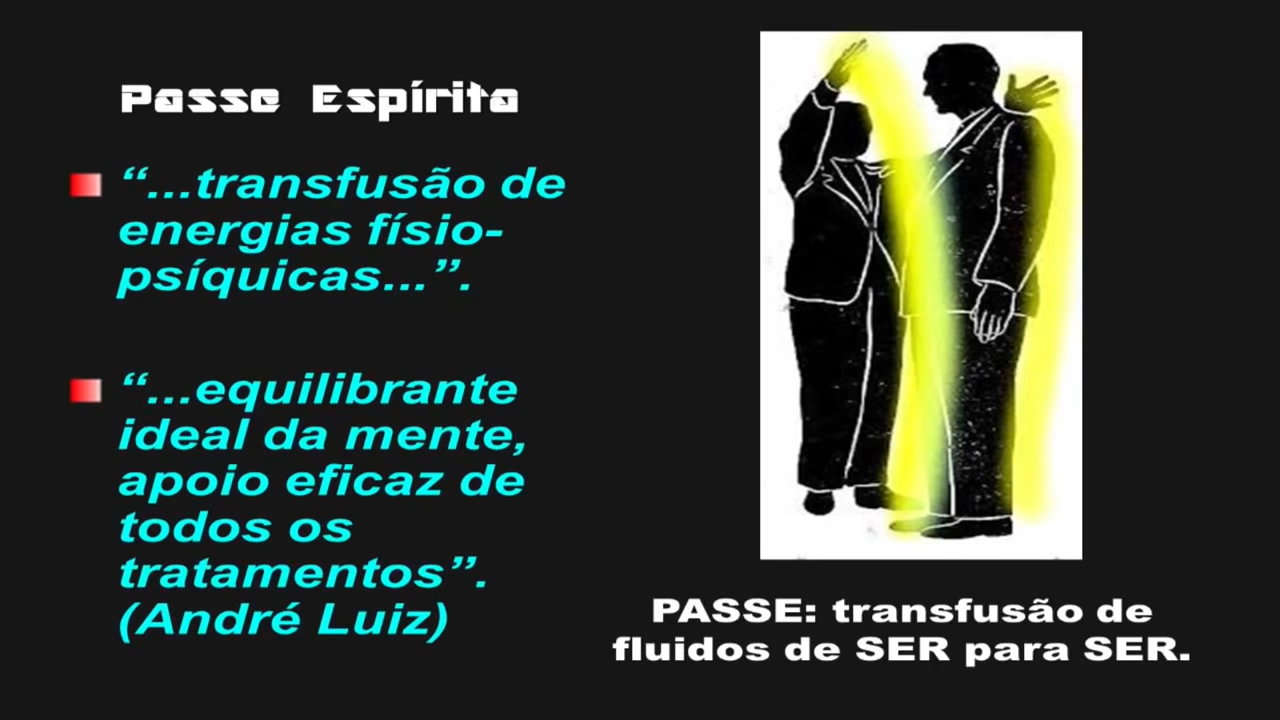 Passe Espírita
“...transfusão de
energias físio-
psíquicas...”.
“...equilibrante
ideal da mente,
apoio eficaz de
todos os
tratamentos”.
(André Luiz)
PASSE: transfusão de
fluidos de SER para SER.